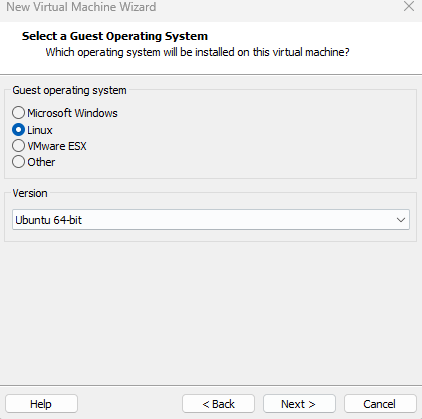 New Virtual Machine Wizard
Select a Guest Operating System
Which operating system will be installed on this virtual machine?
Guest operating system
Microsoft Windows
Linux
VMware ESX
Other
Version
Ubuntu 64-bit
Help
< Back
Next >
Cancel